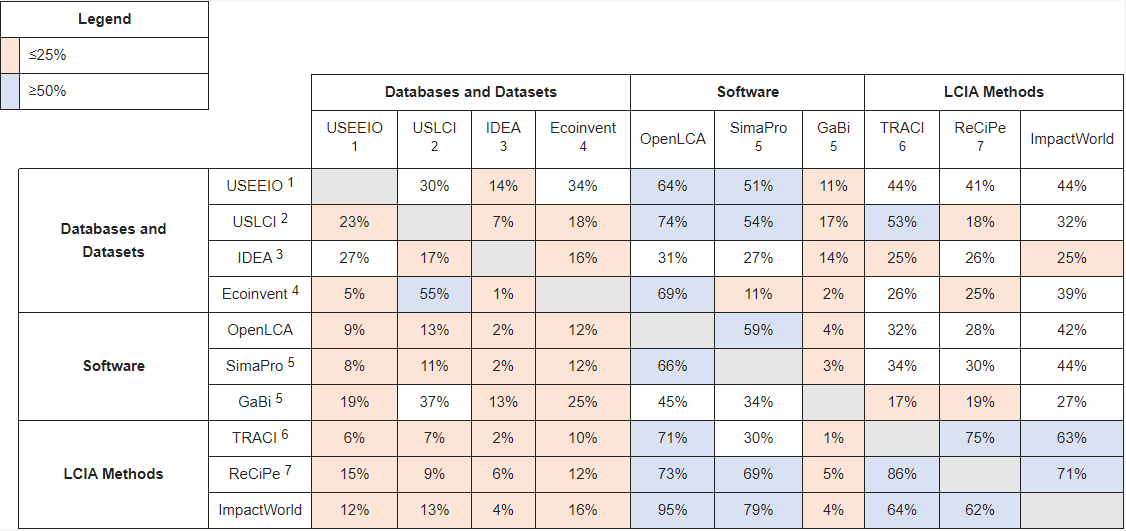 Legend
≤25%
≥50%
Databases and Datasets Software LCIA Methods
USEEIO 1 USLCI 2 IDEA 3 Ecoinvent 4 OpenLCA SimaPro 5 GaBi 5 TRACI 6 ReCiPe 7 ImpactWorld
Databases and Datasets
USEEIO 1 30% 14% 34% 64% 51% 11% 44% 41% 44%
USLCI 2 23% 7% 18% 74% 54% 17% 53% 18% 32%
IDEA 3 27% 17% 16% 31% 27% 14% 25% 26% 25%
Ecoinvent 4 5% 55% 1% 69% 11% 2% 26% 25% 39%
Software
OpenLCA 9% 13% 2% 12% 59% 4% 32% 28% 42%
SimaPro 5 8% 11% 2% 12% 66% 3% 34% 30% 44%
GaBi 5 19% 37% 13% 25% 45% 34% 17% 19% 27%
LCIA Methods
TRACI 6 6% 7% 2% 10% 71% 30% 1% 75% 63%
ReCiPe 7 15% 9% 6% 12% 73% 69% 5% 86% 71%
ImpactWorld 12% 13% 4% 16% 95% 79% 4% 64% 62%